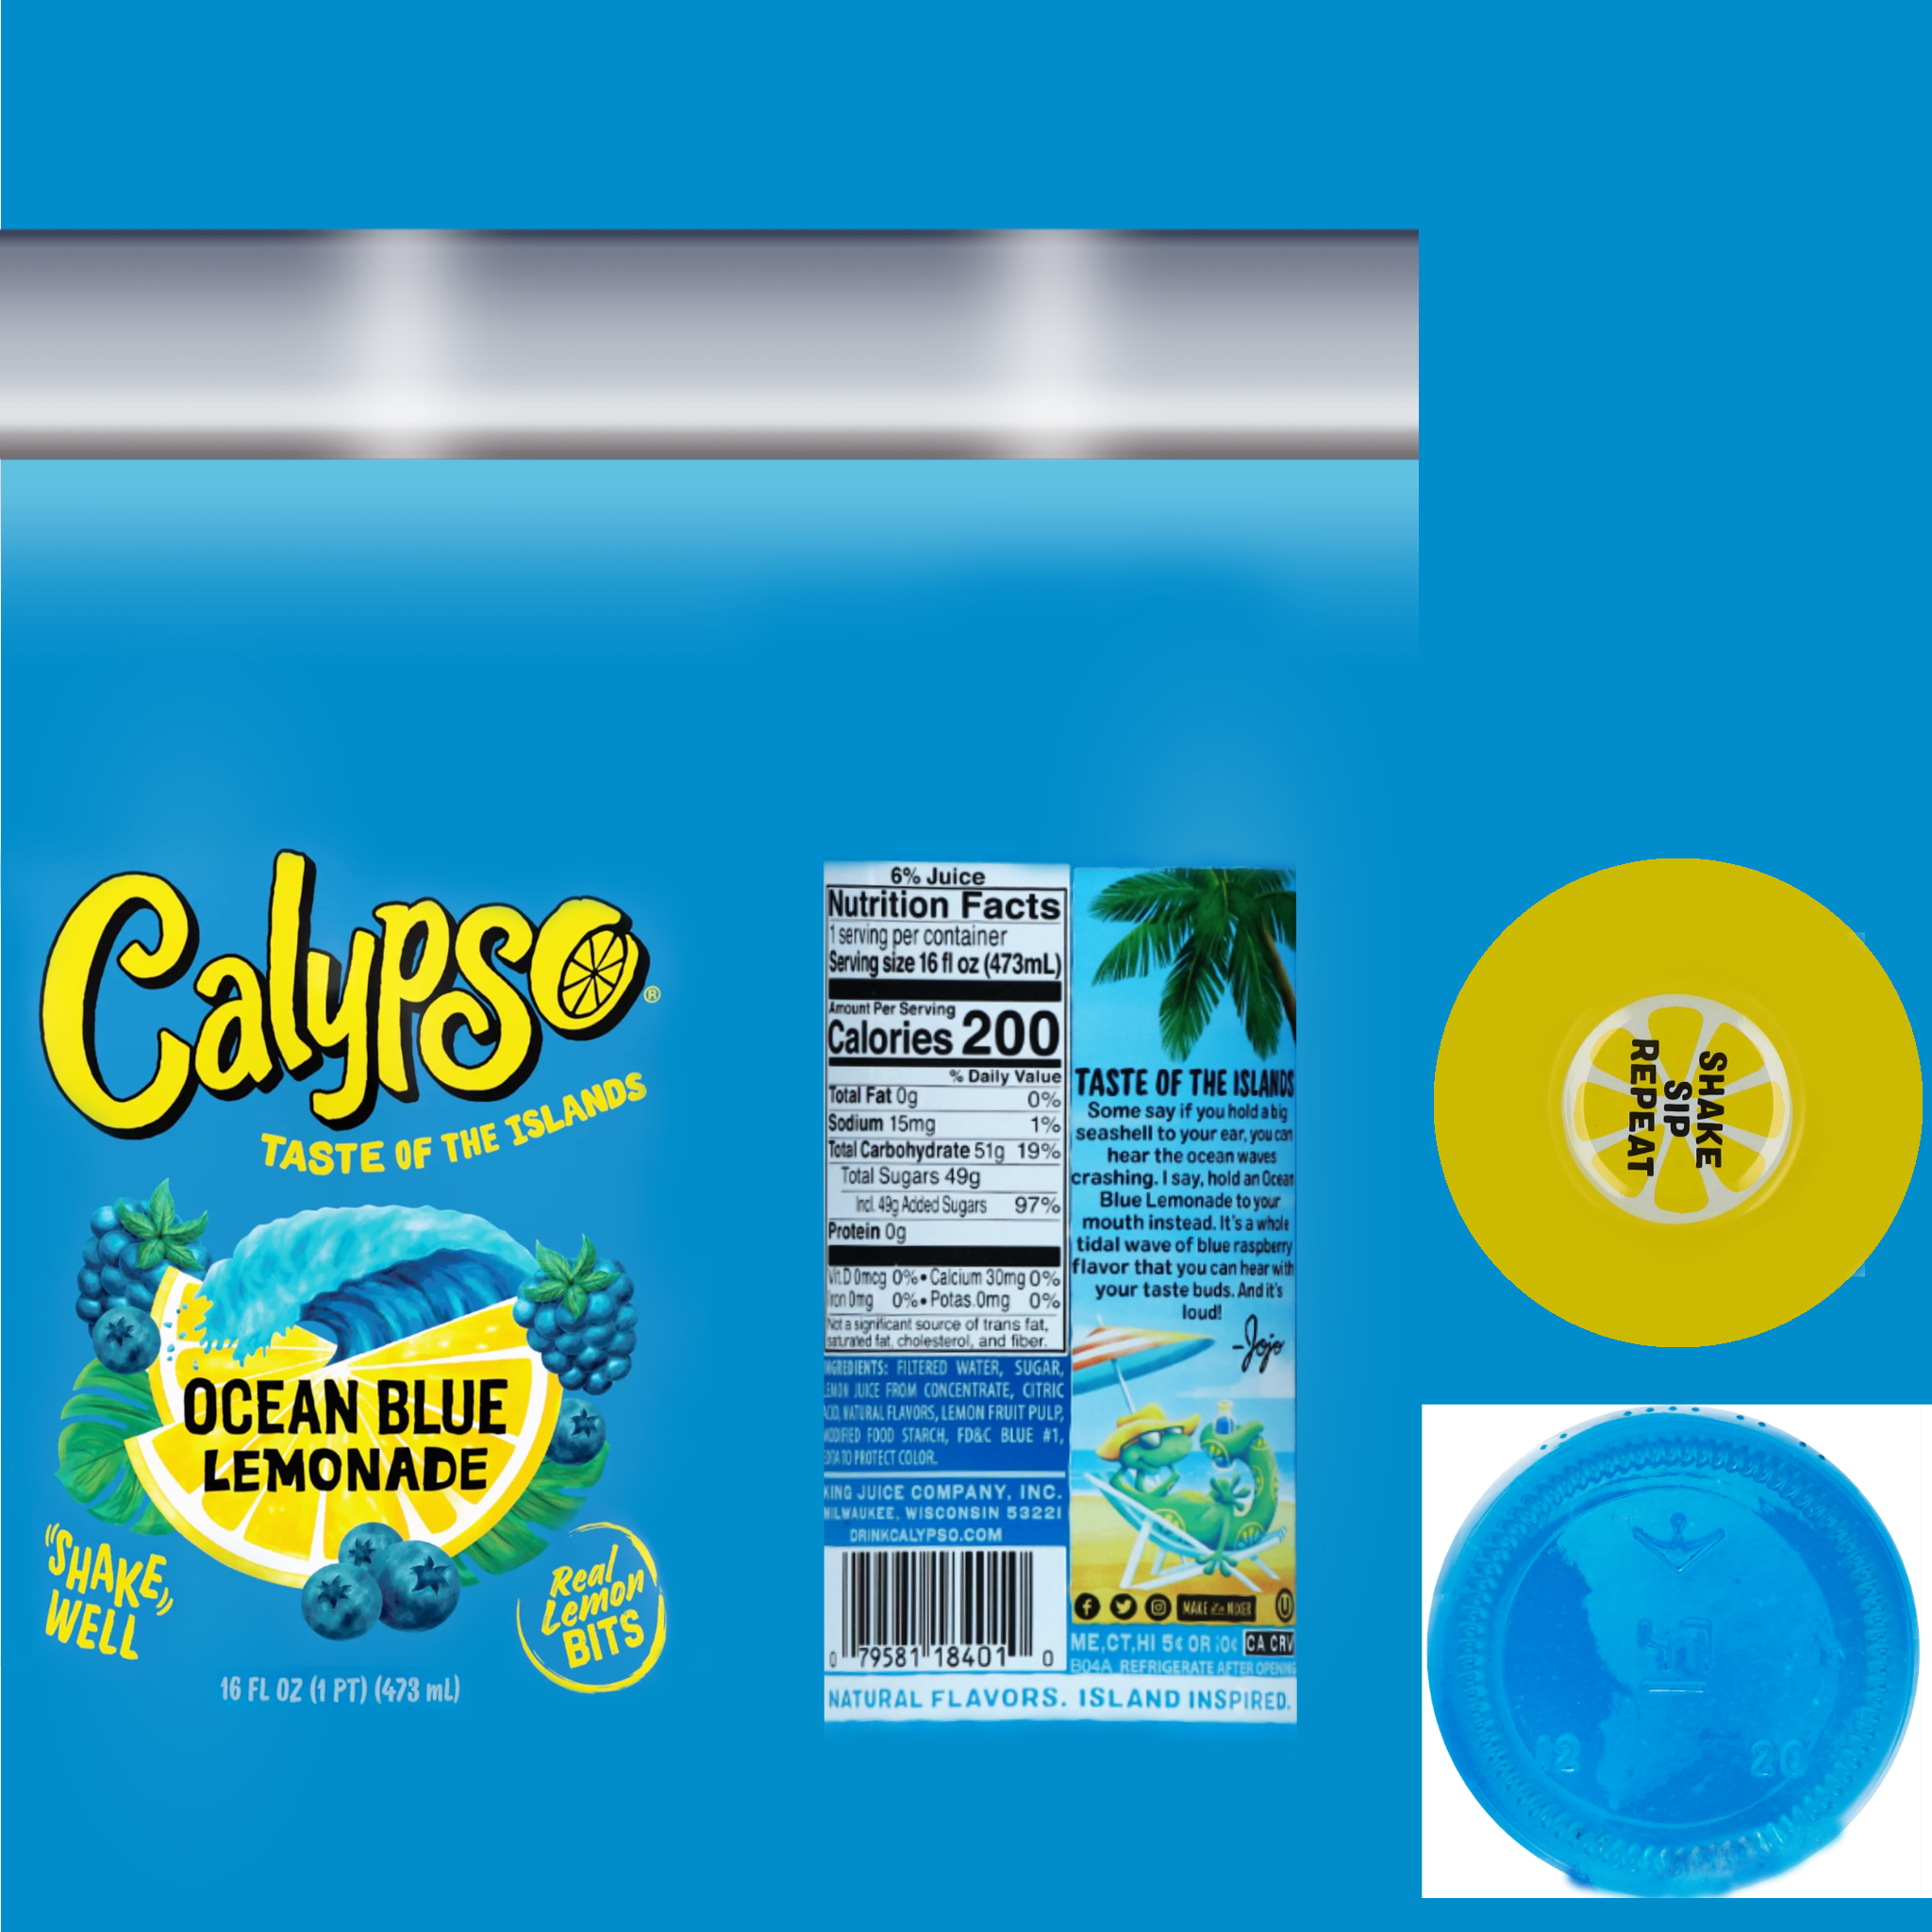 Calypso®
TASTE OF THE ISLANDS
OCEAN BLUE
LEMONADE
"SHAKE,,
WELL
Real
Lemon
BITS
16 FL OZ (1 PT) (473 mL)
6% Juice
Nutrition Facts
1 serving per container
Serving size 16 fl oz (473mL)
Amount Per Serving
Calories 200
% Daily Value
Total Fat 0g 0%
Sodium 15mg 1%
Total Carbohydrate 51g 19%
Total Sugars 49g
Incl. 49g Added Sugars 97%
Protein 0g
Vit.D 0mcg 0% • Calcium 30mg 0%
Iron 0mg 0% • Potas.0mg 0%
Not a significant source of trans fat,
saturated fat, cholesterol, and fiber.
INGREDIENTS: FILTERED WATER, SUGAR,
LEMON JUICE FROM CONCENTRATE, CITRIC
ACID, NATURAL FLAVORS, LEMON FRUIT PULP,
MODIFIED FOOD STARCH, FD&C BLUE #1,
EDTA TO PROTECT COLOR.
KING JUICE COMPANY, INC.
MILWAUKEE, WISCONSIN 53221
DRINKCALYPSO.COM
0 79581 18401 0
TASTE OF THE ISLANDS
Some say if you hold a big
seashell to your ear, you can
hear the ocean waves
crashing. I say, hold an Ocean
Blue Lemonade to your
mouth instead. It's a whole
tidal wave of blue raspberry
flavor that you can hear with
your taste buds. And it's
loud!
-Jojo
MAKE MIXER U
ME,CT,HI 5¢ OR 10¢ CA CRV
B04A REFRIGERATE AFTER OPENING
NATURAL FLAVORS. ISLAND INSPIRED.
SHAKE
SIP
REPEAT
12 20